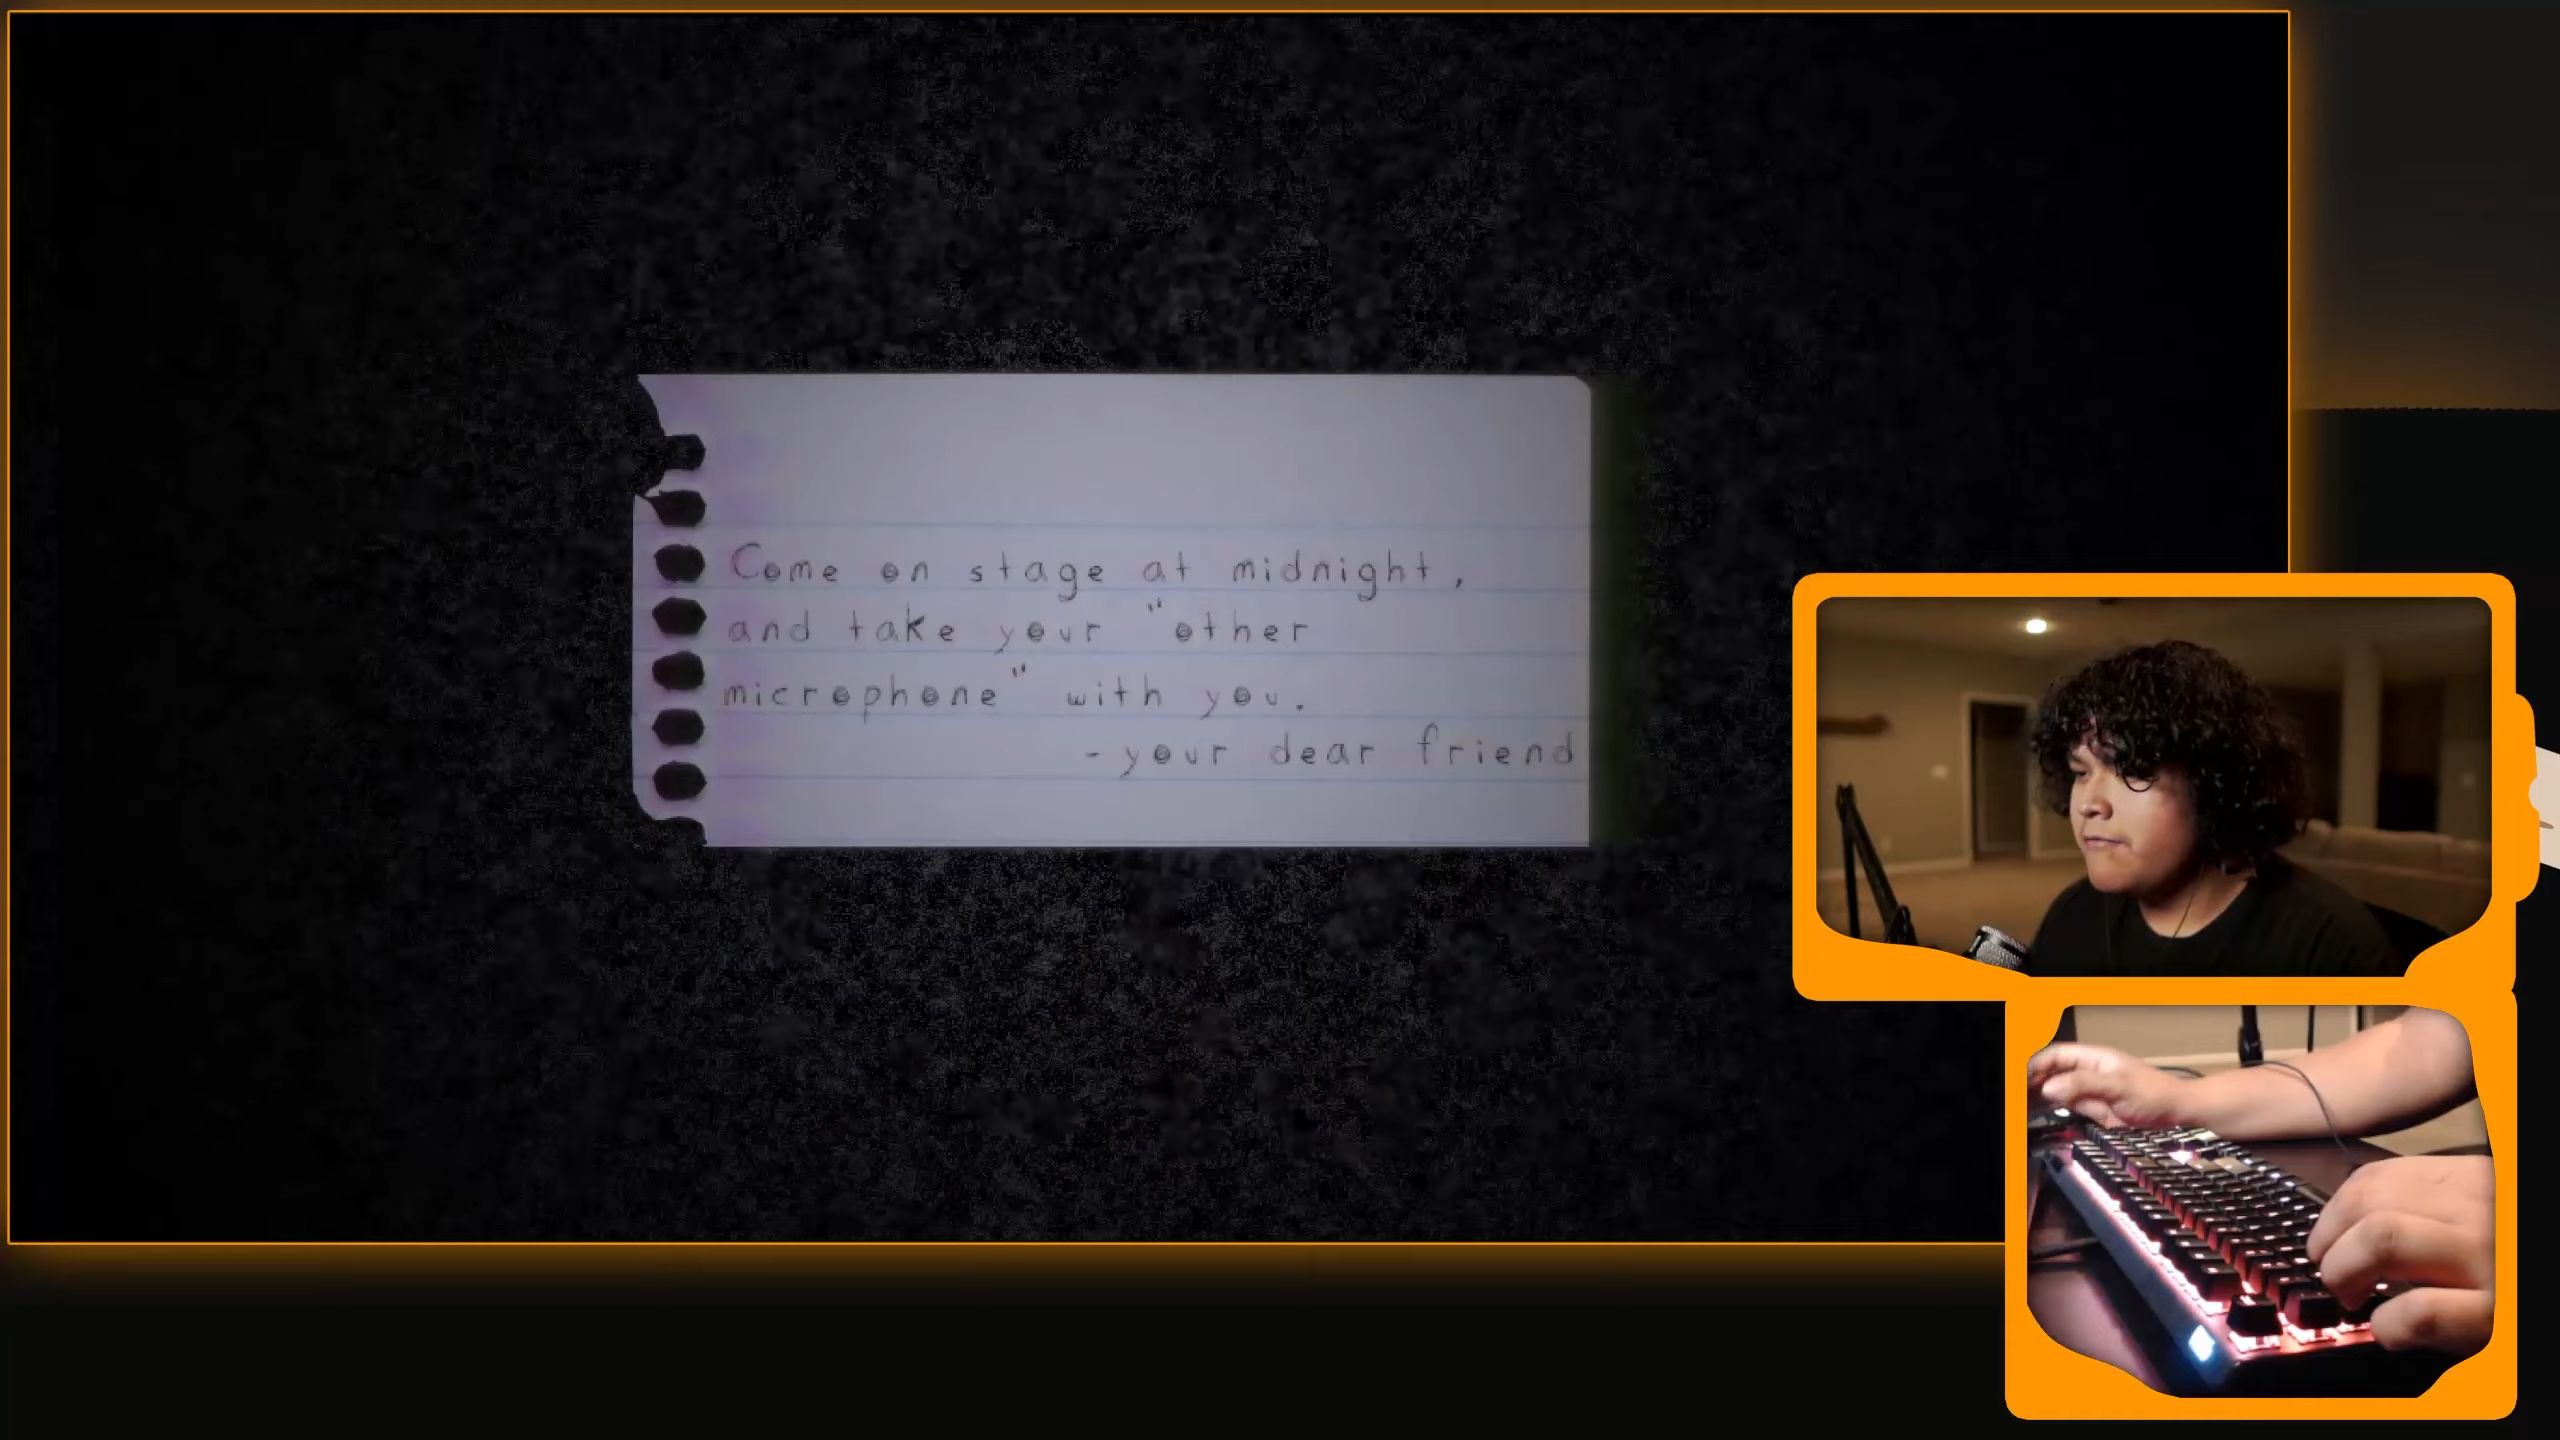 Come on stage at midnight,
and take your "other
microphone" with you.
- your dear friend